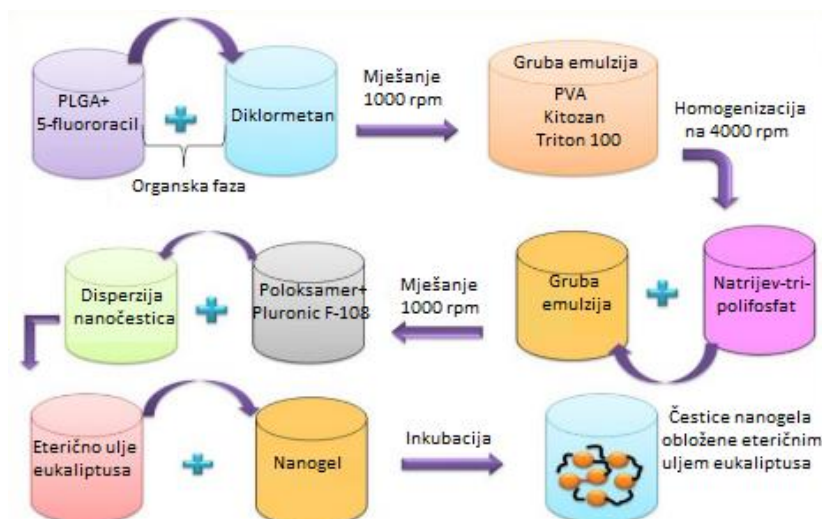 PLGA+
5-fluororacil
+
Diklormetan
Organska faza
Mješanje
1000 rpm
Gruba emulzija
PVA
Kitozan
Triton 100
Homogenizacija
na 4000 rpm
Natrijev-tri-
polifosfat
+
Gruba
emulzija
Mješanje
1000 rpm
Poloksamer+
Pluronic F-108
+
Disperzija
nanočestica
Eterično ulje
eukaliptusa
+
Nanogel
Inkubacija
Čestice nanogela
obložene eteričnim
uljem eukaliptusa